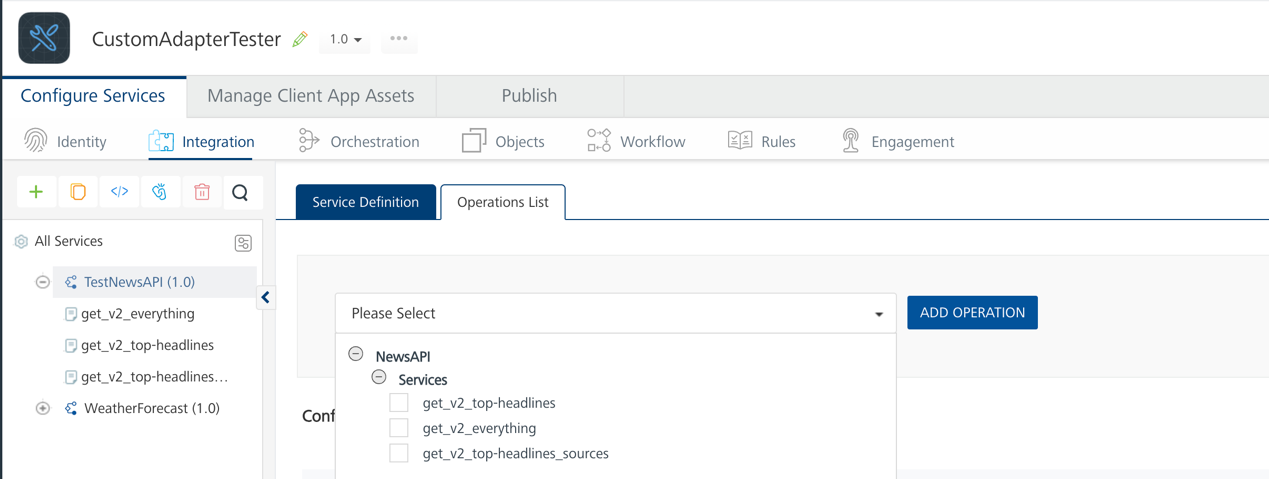 CustomAdapterTester 1.0
Configure Services Manage Client App Assets Publish
Identity Integration Orchestration Objects Workflow Rules Engagement
Service Definition Operations List
All Services
TestNewsAPI (1.0)
get_v2_everything
get_v2_top-headlines
get_v2_top-headlines...
WeatherForecast (1.0)
Please Select ADD OPERATION
NewsAPI
Services
get_v2_top-headlines
Conf
get_v2_everything
get_v2_top-headlines_sources